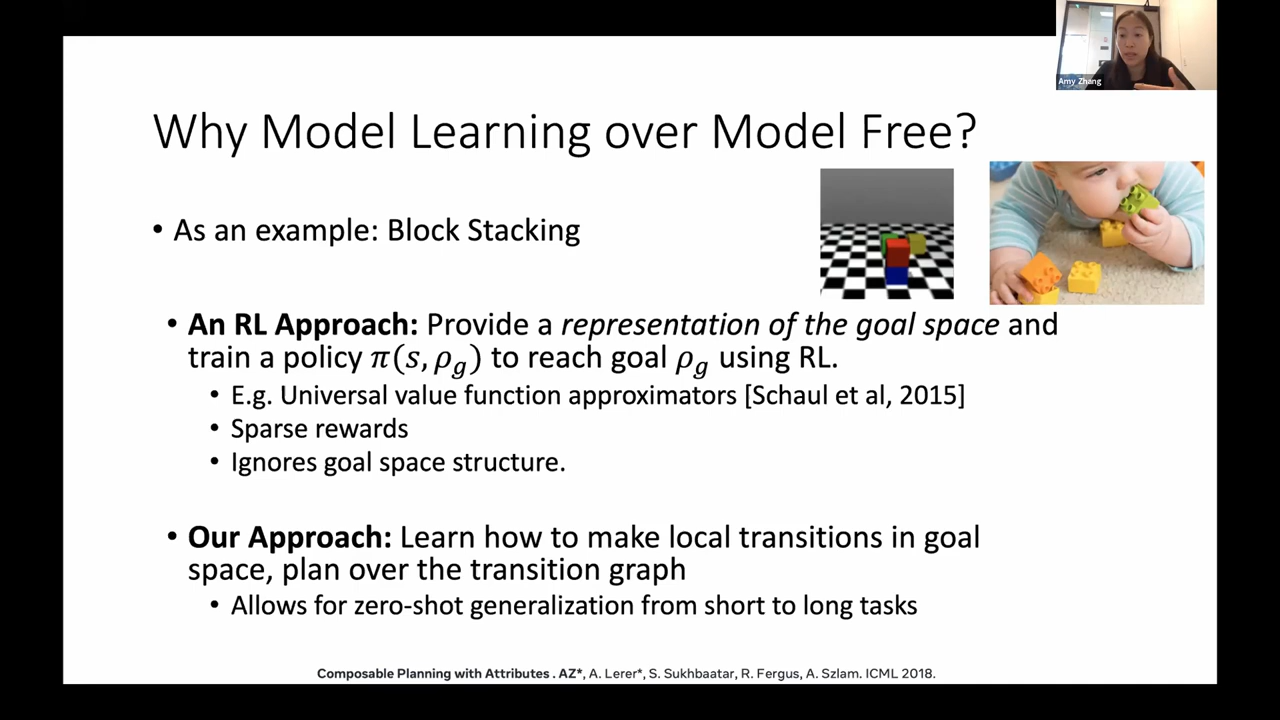 Amy Zhang
Why Model Learning over Model Free?
• As an example: Block Stacking
• An RL Approach: Provide a representation of the goal space and
train a policy π(s, ρ_g) to reach goal ρ_g using RL.
• E.g. Universal value function approximators [Schaul et al, 2015]
• Sparse rewards
• Ignores goal space structure.
• Our Approach: Learn how to make local transitions in goal
space, plan over the transition graph
• Allows for zero-shot generalization from short to long tasks
Composable Planning with Attributes . AZ*, A. Lerer*, S. Sukhbaatar, R. Fergus, A. Szlam. ICML 2018.